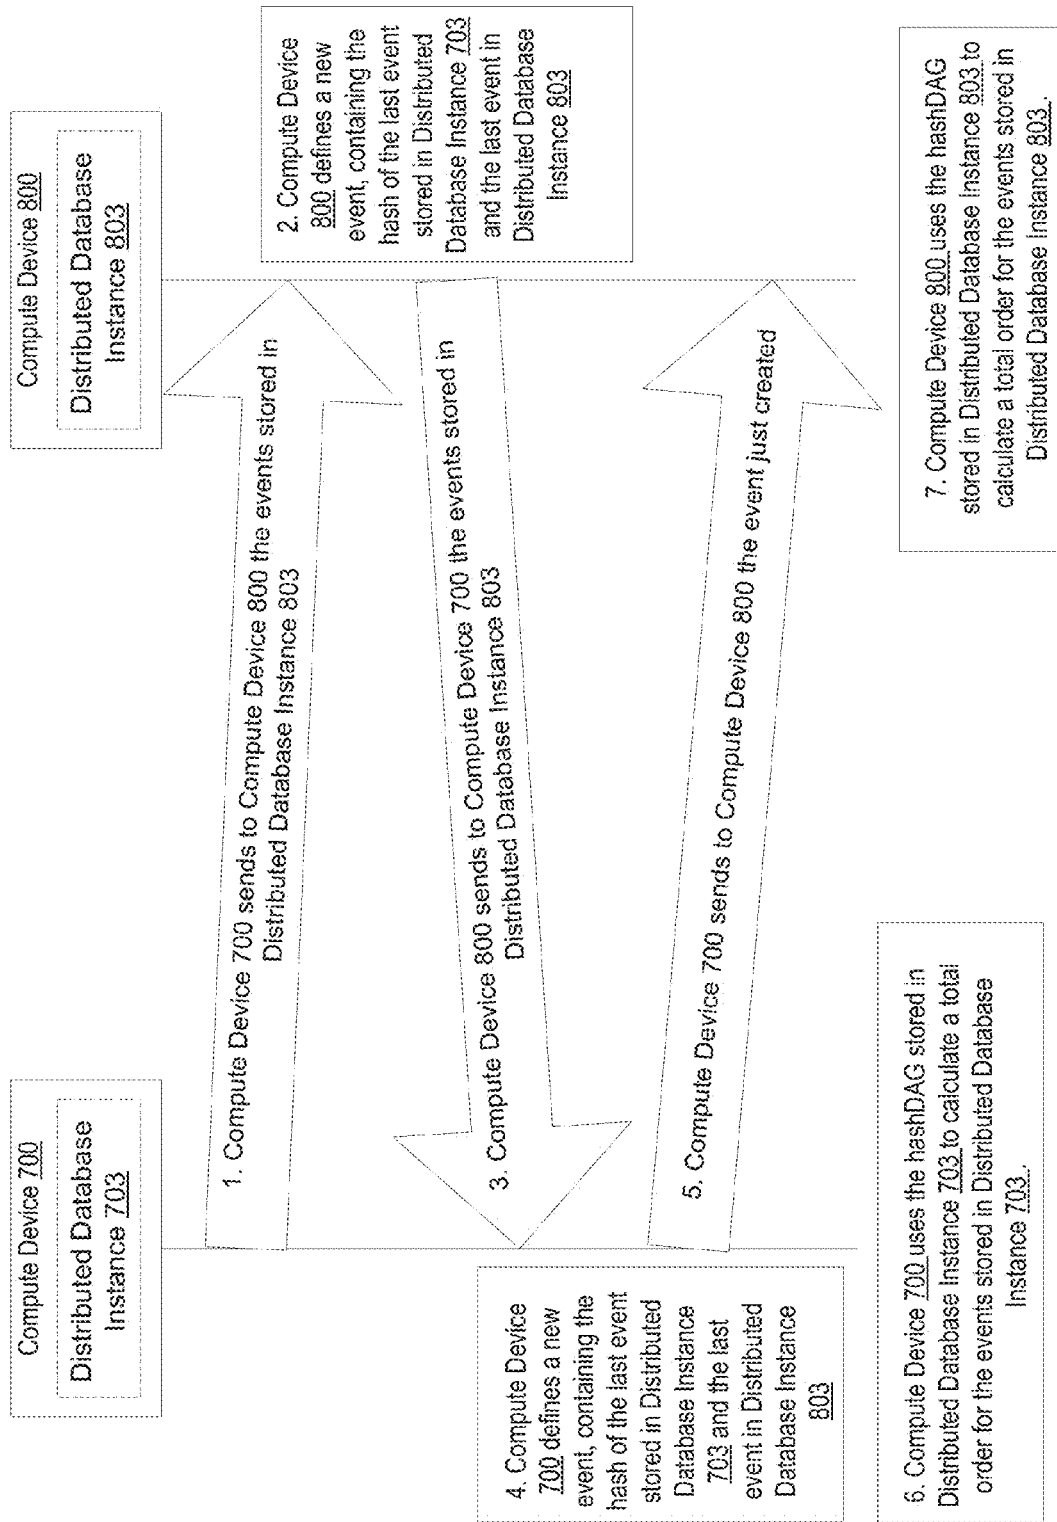 Compute Device 700
Distributed Database
Instance 703
Compute Device 800
Distributed Database
Instance 803
1. Compute Device 700 sends to Compute Device 800 the events stored in
Distributed Database Instance 803
2. Compute Device
800 defines a new
event, containing the
hash of the last event
stored in Distributed
Database Instance 703
and the last event in
Distributed Database
Instance 803
3. Compute Device 800 sends to Compute Device 700 the events stored in
Distributed Database Instance 803
4. Compute Device
700 defines a new
event, containing the
hash of the last event
stored in Distributed
Database Instance
703 and the last
event in Distributed
Database Instance
803
5. Compute Device 700 sends to Compute Device 800 the event just created
6. Compute Device 700 uses the hashDAG stored in
Distributed Database Instance 703 to calculate a total
order for the events stored in Distributed Database
Instance 703.
7. Compute Device 800 uses the hashDAG
stored in Distributed Database Instance 803 to
calculate a total order for the events stored in
Distributed Database Instance 803.